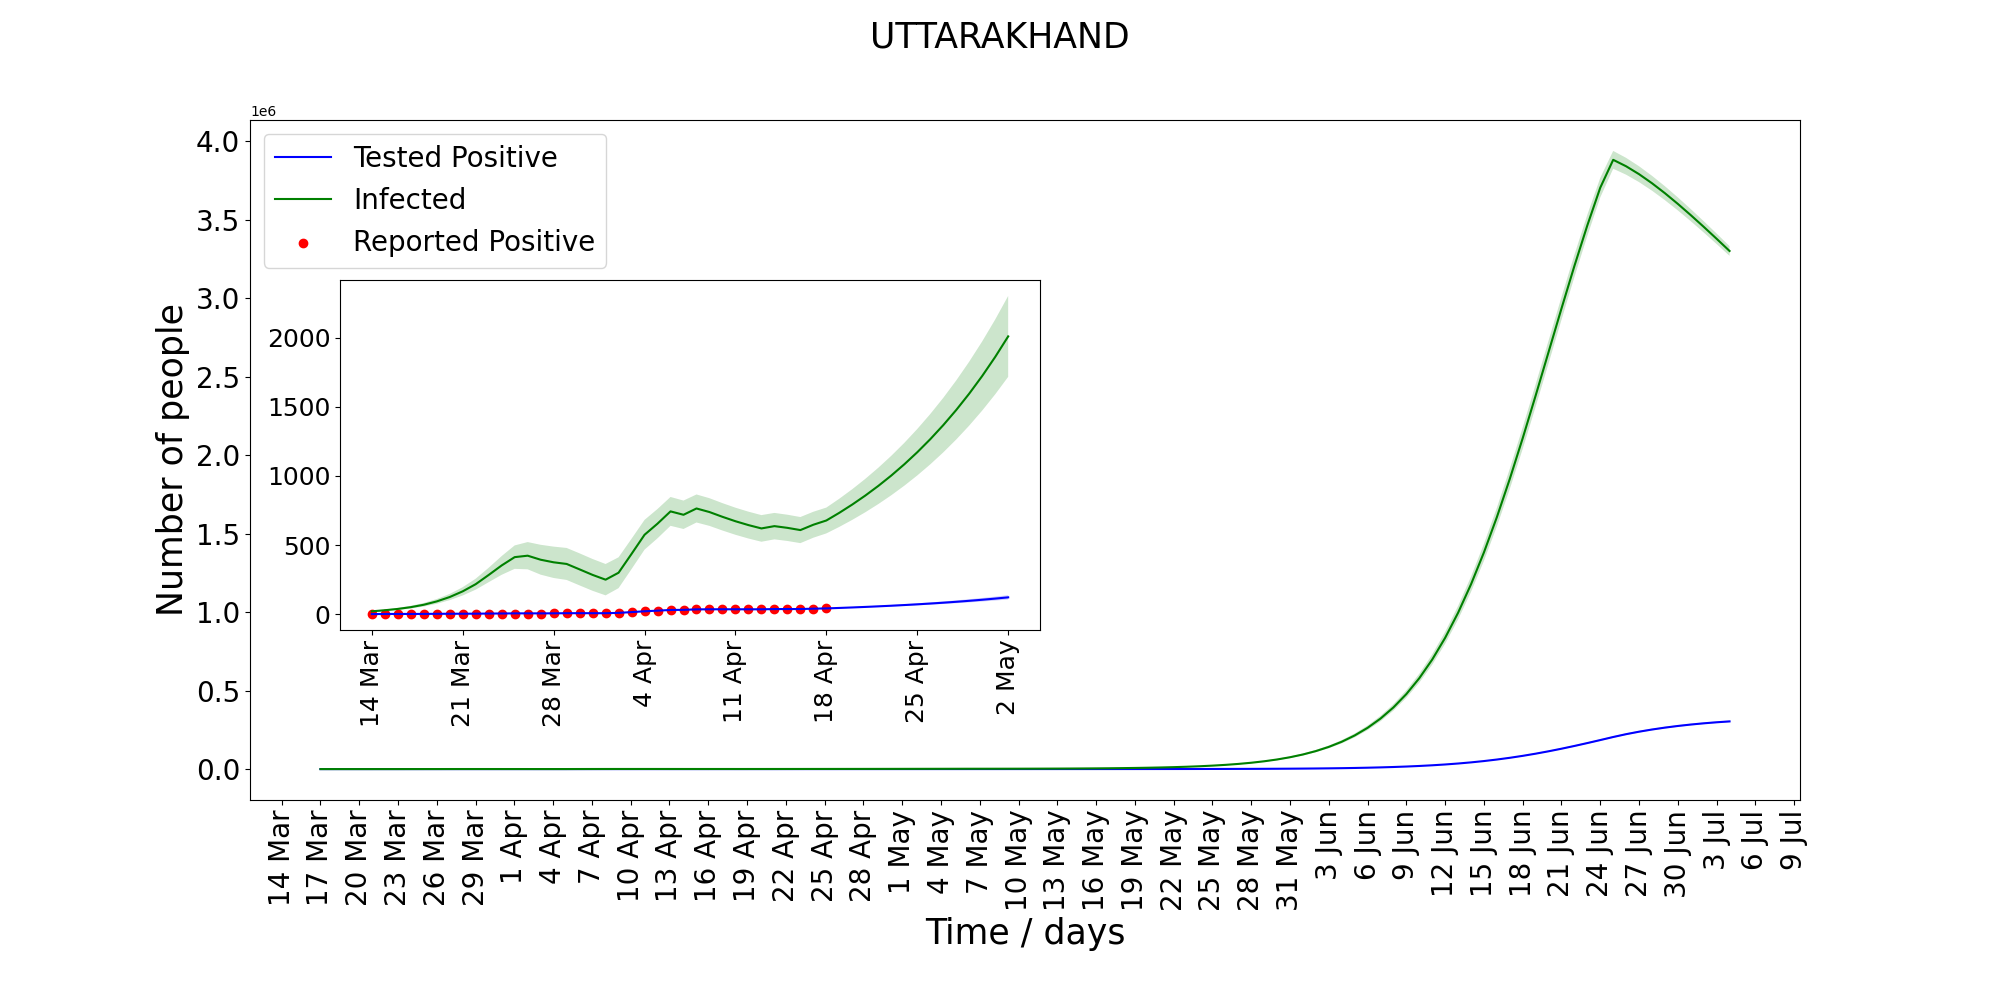 UTTARAKHAND
1e6
4.0
3.5
3.0
2.5
2.0
1.5
1.0
0.5
0.0
Number of people
Tested Positive
Infected
Reported Positive
2000
1500
1000
500
0
14 Mar
21 Mar
28 Mar
4 Apr
11 Apr
18 Apr
25 Apr
2 May
14 Mar
17 Mar
20 Mar
23 Mar
26 Mar
29 Mar
1 Apr
4 Apr
7 Apr
10 Apr
13 Apr
16 Apr
19 Apr
22 Apr
25 Apr
28 Apr
1 May
4 May
7 May
10 May
13 May
16 May
19 May
22 May
25 May
28 May
31 May
3 Jun
6 Jun
9 Jun
12 Jun
15 Jun
18 Jun
21 Jun
24 Jun
27 Jun
30 Jun
3 Jul
6 Jul
9 Jul
Time / days